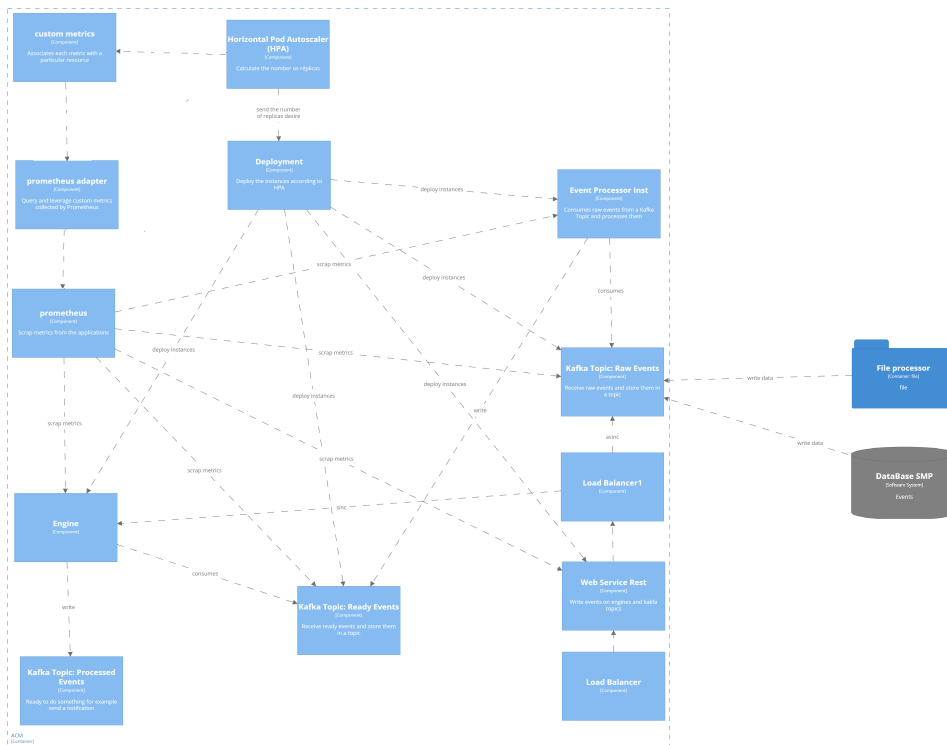 custom metrics
[Component]
Associates each metric with a
particular resource
Horizontal Pod Autoscaler
(HPA)
[Component]
Calculate the number os réplicas
send the number
of replicas desire
Deployment
[Component]
Deploy the instances according to
HPA
prometheus adapter
[Component]
Query and leverage custom metrics
collected by Prometheus
deploy instances
Event Processor Inst
[Component]
Consumes raw events from a Kafka
Topic and processes them
scrap metrics
deploy instances
consumes
prometheus
[Component]
Scrap metrics from the applications
deploy instances
scrap metrics
Kafka Topic: Raw Events
[Component]
Receive raw events and store them in
a topic
write data
File processor
[Container: file]
file
deploy instances
deploy instances
write
scrap metrics
asinc
write data
scrap metrics
scrap metrics
Load Balancer1
[Component]
DataBase SMP
[Software System]
Events
sinc
Engine
[Component]
consumes
Web Service Rest
[Component]
Write events on engines and kakfa
topics
write
Kafka Topic: Ready Events
[Component]
Receive ready events and store them
in a topic
Kafka Topic: Processed
Events
[Component]
Ready to do something for example
send a notification
Load Balancer
[Component]
ACM
[Container]